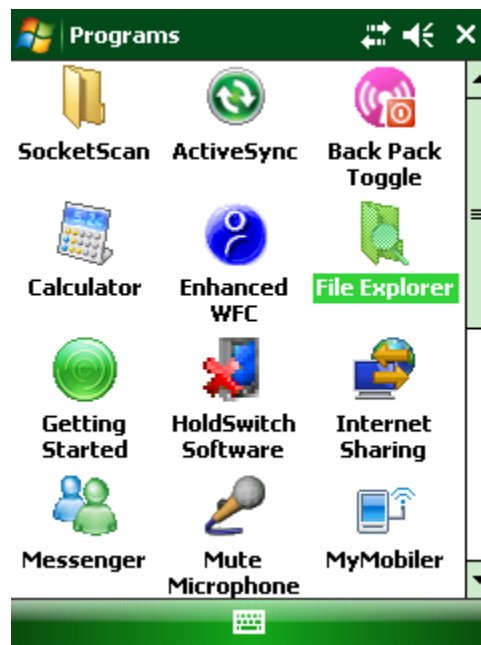 Programs
SocketScan ActiveSync Back Pack
Toggle
Calculator Enhanced File Explorer
WFC
Getting HoldSwitch Internet
Started Software Sharing
Messenger Mute MyMobiler
Microphone